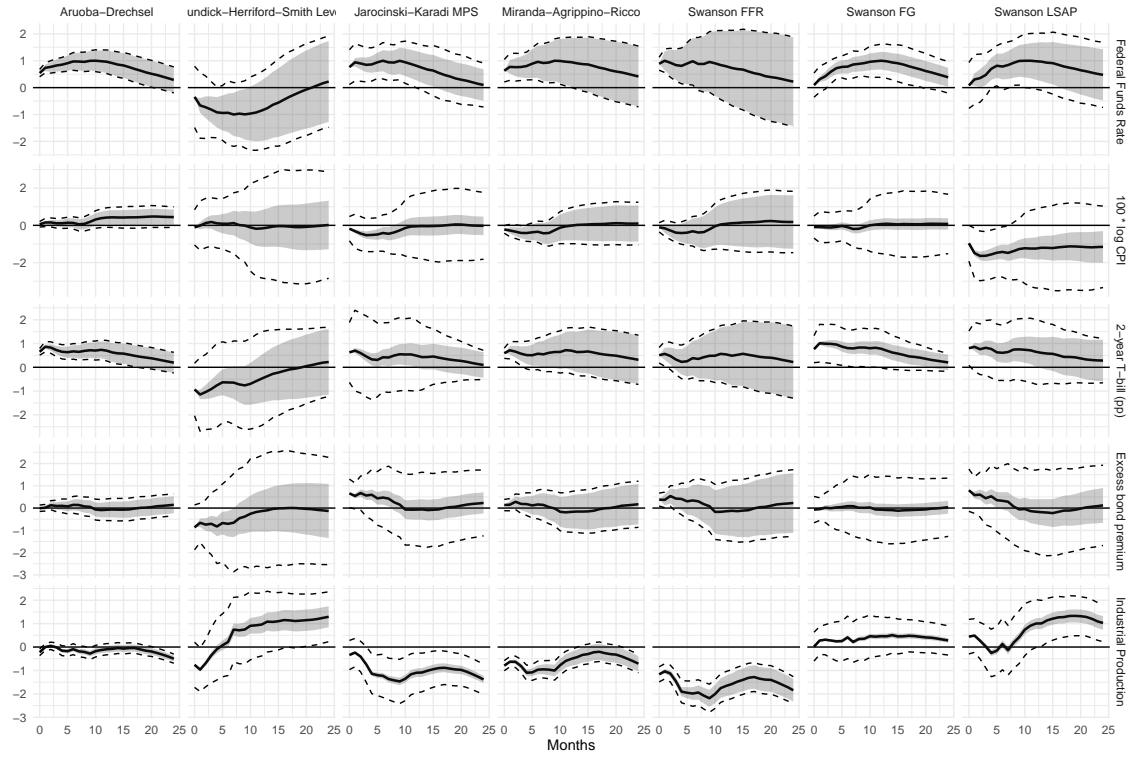 Aruoba−Drechsel
undick−Herriford−Smith Lev
Jarocinski−Karadi MPS
Miranda−Agrippino−Ricco
Swanson FFR
Swanson FG
Swanson LSAP
2
1
0
−1
−2
Federal Funds Rate
2
0
−2
100 * log CPI
2
1
0
−1
−2
2−year T−bill (pp)
2
1
0
−1
−2
−3
Excess bond premium
2
1
0
−1
−2
−3
Industrial Production
0 5 10 15 20 25 0 5 10 15 20 25 0 5 10 15 20 25 0 5 10 15 20 25 0 5 10 15 20 25 0 5 10 15 20 25 0 5 10 15 20 25
Months